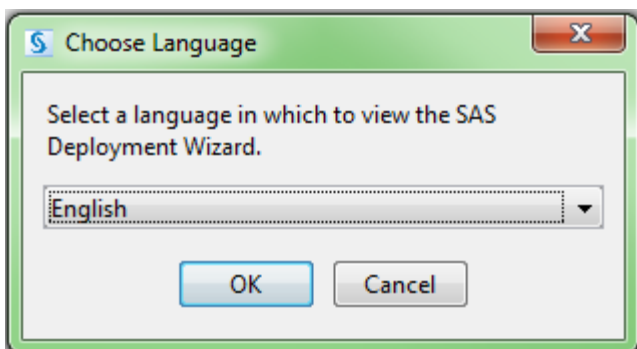 Choose Language
Select a language in which to view the SAS
Deployment Wizard.
English
OK Cancel